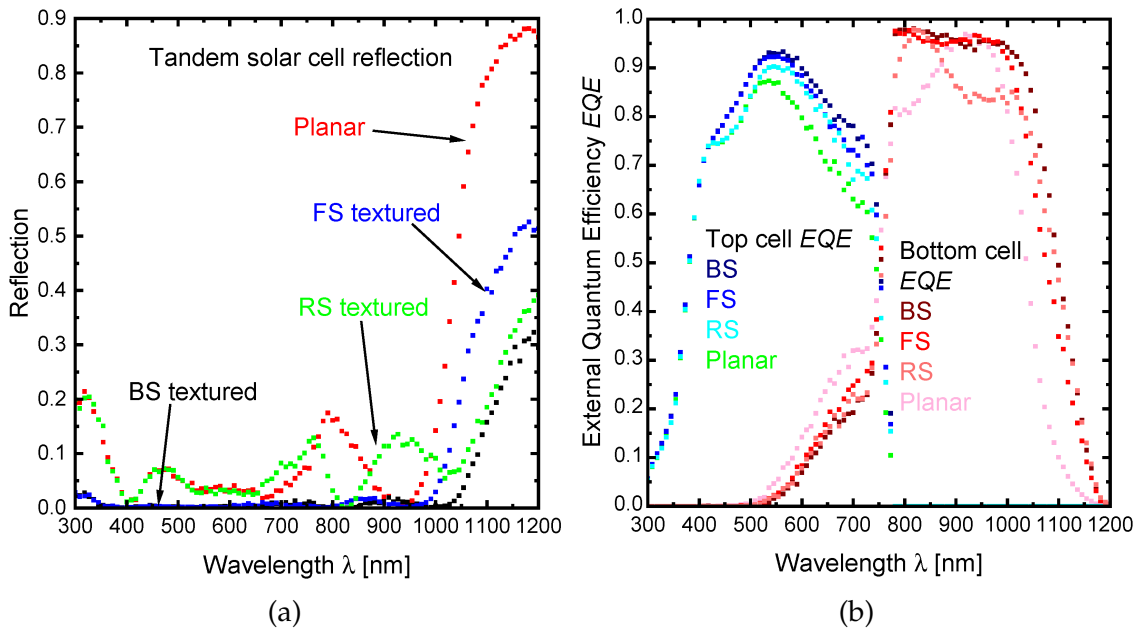 0.9
0.8
0.7
0.6
0.5
0.4
0.3
0.2
0.1
0.0
Reflection
Tandem solar cell reflection
Planar
FS textured
RS textured
BS textured
300 400 500 600 700 800 900 1000 1100 1200
Wavelength λ [nm]
(a)
1.0
0.9
0.8
0.7
0.6
0.5
0.4
0.3
0.2
0.1
0.0
External Quantum Efficiency EQE
Top cell EQE
BS
FS
RS
Planar
Bottom cell
EQE
BS
FS
RS
Planar
300 400 500 600 700 800 900 1000 1100 1200
Wavelength λ [nm]
(b)